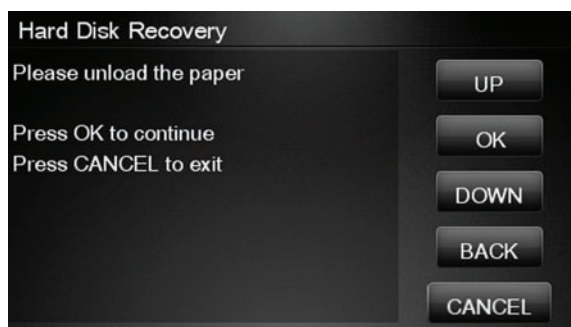 Hard Disk Recovery
Please unload the paper
Press OK to continue
Press CANCEL to exit
UP
OK
DOWN
BACK
CANCEL